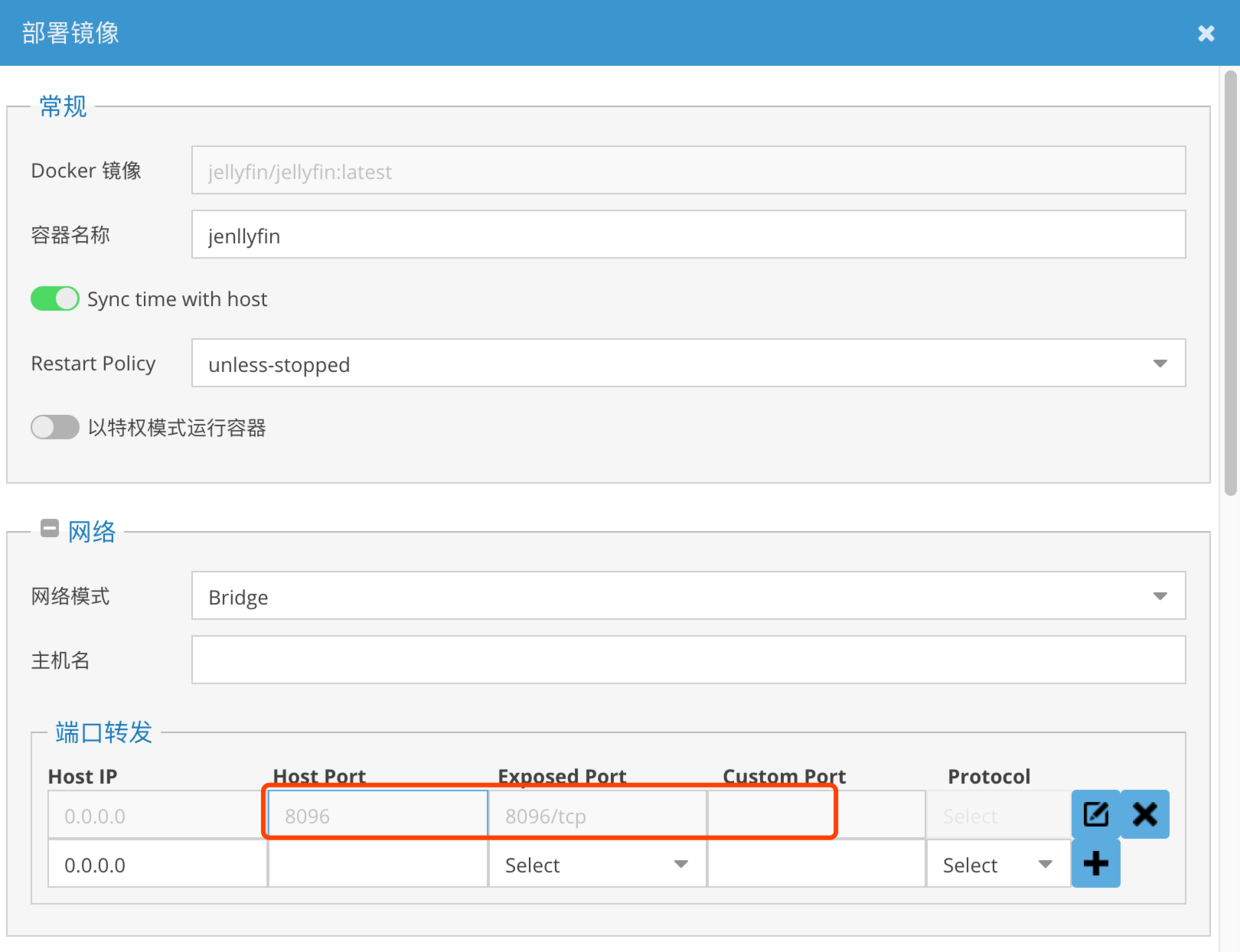 部署镜像
常规
Docker 镜像 jellyfin/jellyfin:latest
容器名称 jenllyfin
Sync time with host
Restart Policy unless-stopped
以特权模式运行容器
网络
网络模式 Bridge
主机名
端口转发
Host IP Host Port Exposed Port Custom Port Protocol
0.0.0.0 8096 8096/tcp Select
0.0.0.0 Select Select